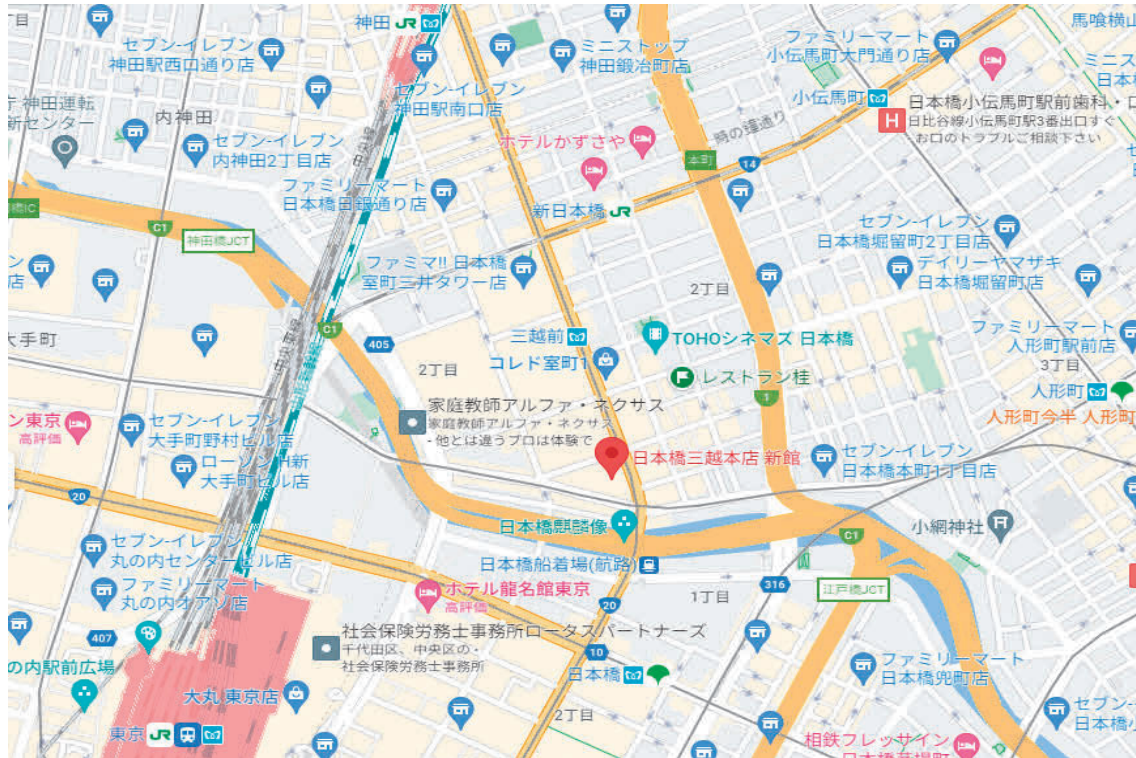 丁目
神田 JR
セブン-イレブン
神田駅西口通り店
ミニストップ
神田鍛冶町店
ファミリーマート
小伝馬町大門通り店
馬喰横山
ミニス
日本
セブン-イレブン
神田駅南口店
小伝馬町
H
日本橋小伝馬町駅前歯科・口
日比谷線小伝馬町駅3番出口すぐ
お口のトラブルご相談下さい
庁 神田運転
新センター
内神田
セブン-イレブン
内神田2丁目店
ホテルかずさや
時の鐘通り
本町
14
ファミリーマート
日本橋日銀通り店
新日本橋 JR
橋IC
C1
神田橋JCT
セブン-イレブン
日本橋堀留町2丁目店
ン
店
ファミマ!! 日本橋
室町三井タワー店
デイリーヤマザキ
日本橋堀留町店
2丁目
大手町
C1
405
三越前
TOHOシネマズ 日本橋
ファミリーマート
人形町駅前店
2丁目
コレド室町1
レストラン桂
3丁目
人形町
1
家庭教師アルファ・ネクサス
家庭教師アルファ・ネクサス
- 他とは違うプロは体験で
人形町今半 人形町
ン東京
高評価
セブン-イレブン
大手町野村ビル店
ローソン H新
大手町ビル店
日本橋三越本店 新館
セブン-イレブン
日本橋本町1丁目店
20
日本橋麒麟像
C1
小網神社
セブン-イレブン
丸の内センタービル店
日本橋船着場(航路)
ファミリーマート
丸の内オアゾ店
ホテル龍名館東京
高評価
20
1丁目
316
江戸橋JCT
407
社会保険労務士事務所ロータスパートナーズ
千代田区、中央区の・
社会保険労務士事務所
10
の内駅前広場
日本橋
ファミリーマート
日本橋兜町店
大丸 東京店
2丁目
セブン-
日本橋小
東京 JR
相鉄フレッサイン
日本橋茅場町